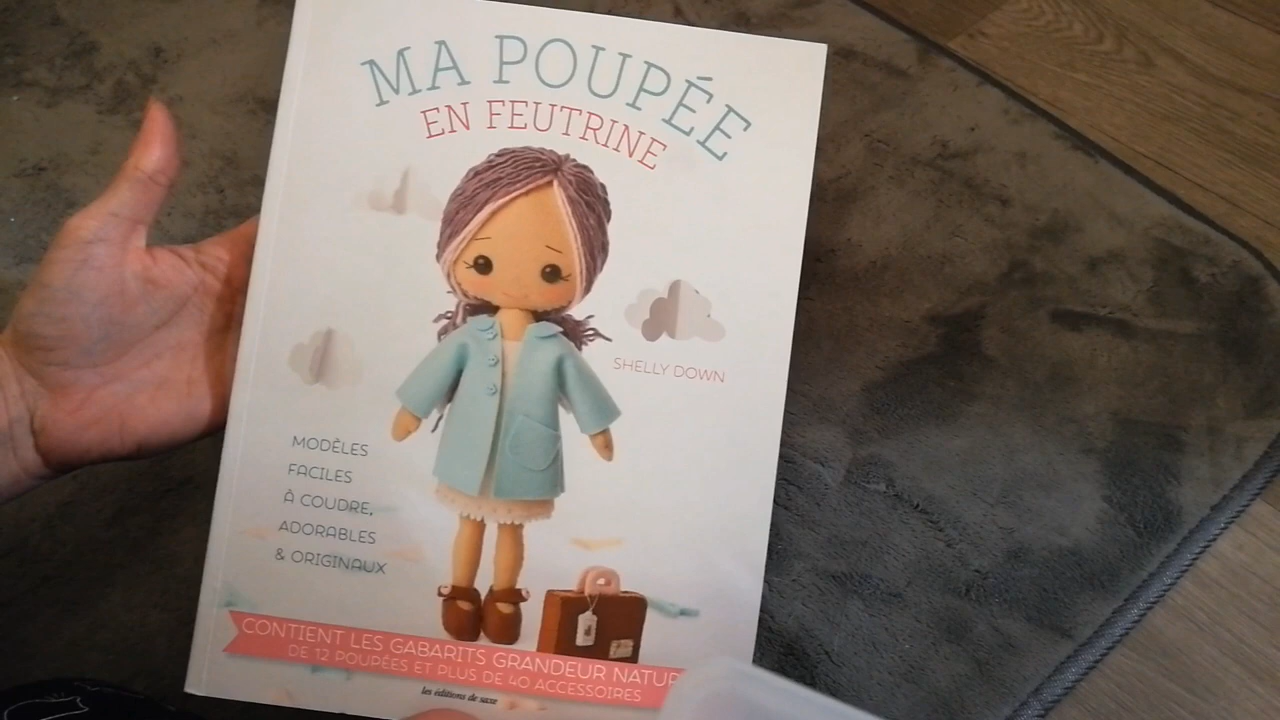 MA POUPÉE
EN FEUTRINE
SHELLY DOWN
MODÈLES
FACILES
À COUDRE,
ADORABLES
& ORIGINAUX
CONTIENT LES GABARITS GRANDEUR NATUR
DE 12 POUPÉES ET PLUS DE 40 ACCESSOIRES
les éditions de saxe